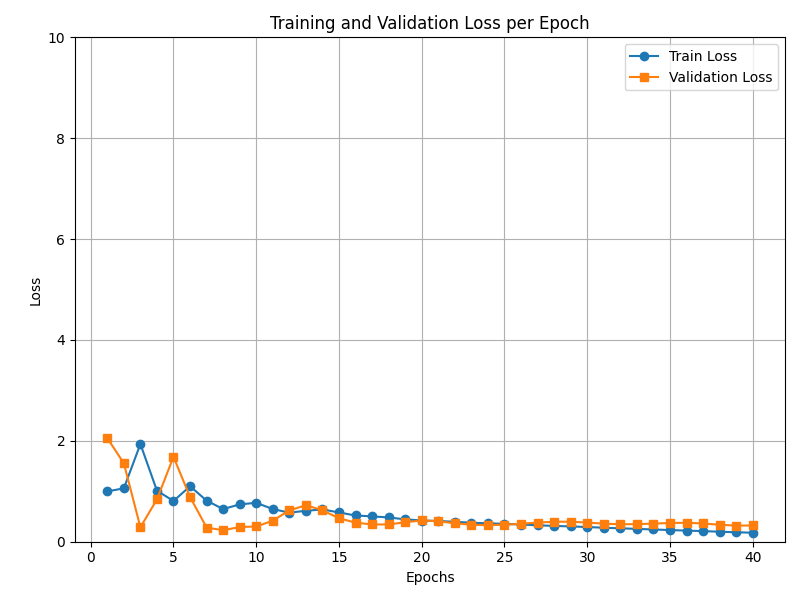 Training and Validation Loss per Epoch
Train Loss
Validation Loss
10
8
6
4
2
0
Loss
0 5 10 15 20 25 30 35 40
Epochs